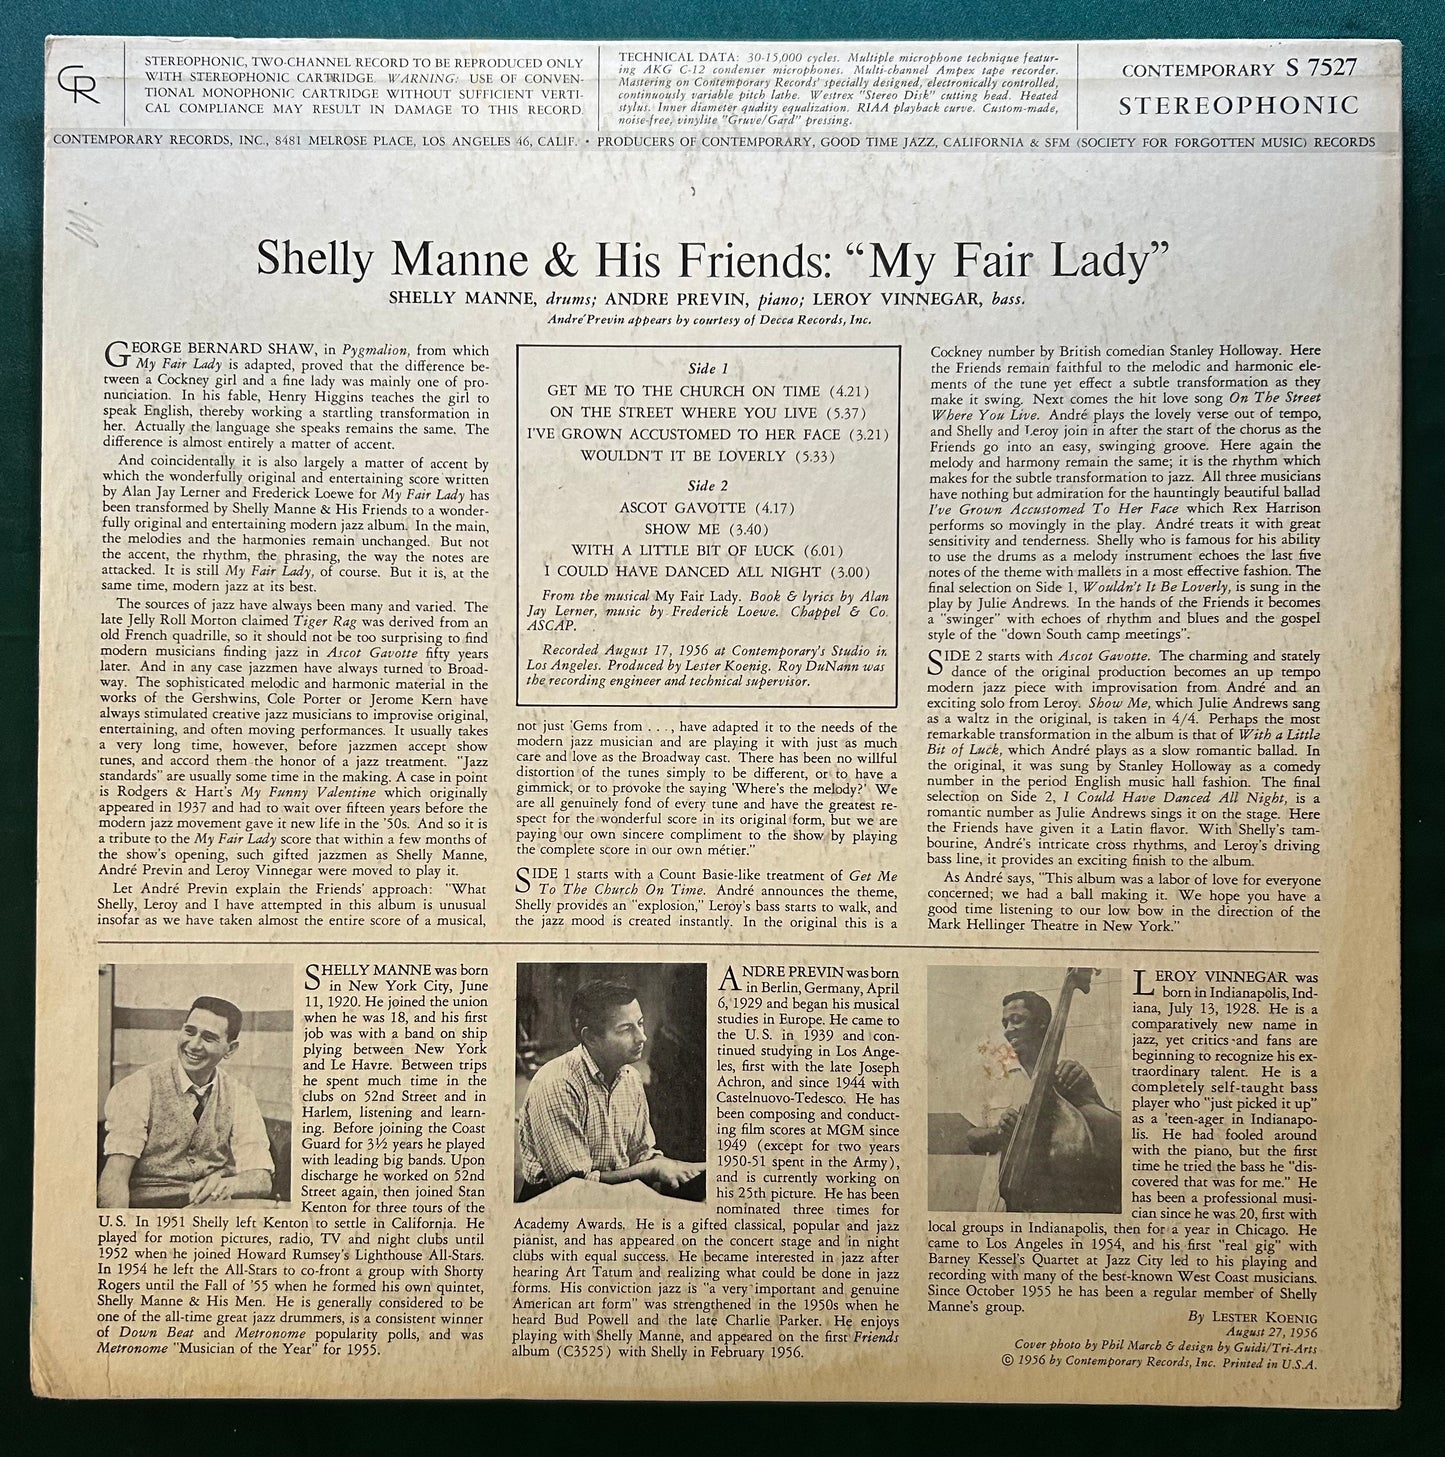 CR
STEREOPHONIC, TWO-CHANNEL RECORD TO BE REPRODUCED ONLY
WITH STEREOPHONIC CARTRIDGE. WARNING: USE OF CONVEN-
TIONAL MONOPHONIC CARTRIDGE WITHOUT SUFFICIENT VERTI-
CAL COMPLIANCE MAY RESULT IN DAMAGE TO THIS RECORD.
TECHNICAL DATA: 30-15,000 cycles. Multiple microphone technique featur-
ing AKG C-12 condenser microphones. Multi-channel Ampex tape recorder.
Mastering on Contemporary Records' specially designed, electronically controlled,
continuously variable pitch lathe. Westrex "Stereo Disk" cutting head. Heated
stylus. Inner diameter quality equalization. RIAA playback curve. Custom-made,
noise-free, vinylite "Gruve/Gard" pressing.
CONTEMPORARY S 7527
STEREOPHONIC
CONTEMPORARY RECORDS, INC., 8481 MELROSE PLACE, LOS ANGELES 46, CALIF. • PRODUCERS OF CONTEMPORARY, GOOD TIME JAZZ, CALIFORNIA & SFM (SOCIETY FOR FORGOTTEN MUSIC) RECORDS
Shelly Manne & His Friends: "My Fair Lady"
SHELLY MANNE, drums; ANDRE PREVIN, piano; LEROY VINNEGAR, bass.
André Previn appears by courtesy of Decca Records, Inc.
GEORGE BERNARD SHAW, in Pygmalion, from which
My Fair Lady is adapted, proved that the difference be-
tween a Cockney girl and a fine lady was mainly one of pro-
nunciation. In his fable, Henry Higgins teaches the girl to
speak English, thereby working a startling transformation in
her. Actually the language she speaks remains the same. The
difference is almost entirely a matter of accent.
And coincidentally it is also largely a matter of accent by
which the wonderfully original and entertaining score written
by Alan Jay Lerner and Frederick Loewe for My Fair Lady has
been transformed by Shelly Manne & His Friends to a wonder-
fully original and entertaining modern jazz album. In the main,
the melodies and the harmonies remain unchanged. But not
the accent, the rhythm, the phrasing, the way the notes are
attacked. It is still My Fair Lady, of course. But it is, at the
same time, modern jazz at its best.
The sources of jazz have always been many and varied. The
late Jelly Roll Morton claimed Tiger Rag was derived from an
old French quadrille, so it should not be too surprising to find
modern musicians finding jazz in Ascot Gavotte fifty years
later. And in any case jazzmen have always turned to Broad-
way. The sophisticated melodic and harmonic material in the
works of the Gershwins, Cole Porter or Jerome Kern have
always stimulated creative jazz musicians to improvise original,
entertaining, and often moving performances. It usually takes
a very long time, however, before jazzmen accept show
tunes, and accord them the honor of a jazz treatment. "Jazz
standards" are usually some time in the making. A case in point
is Rodgers & Hart's My Funny Valentine which originally
appeared in 1937 and had to wait over fifteen years before the
modern jazz movement gave it new life in the '50s. And so it is
a tribute to the My Fair Lady score that within a few months of
the show's opening, such gifted jazzmen as Shelly Manne,
André Previn and Leroy Vinnegar were moved to play it.
Let André Previn explain the Friends' approach: "What
Shelly, Leroy and I have attempted in this album is unusual
insofar as we have taken almost the entire score of a musical,
Side 1
GET ME TO THE CHURCH ON TIME (4.21)
ON THE STREET WHERE YOU LIVE (5.37)
I'VE GROWN ACCUSTOMED TO HER FACE (3.21)
WOULDN'T IT BE LOVERLY (5.33)
Side 2
ASCOT GAVOTTE (4.17)
SHOW ME (3.40)
WITH A LITTLE BIT OF LUCK (6.01)
I COULD HAVE DANCED ALL NIGHT (3.00)
From the musical My Fair Lady. Book & lyrics by Alan
Jay Lerner, music by Frederick Loewe. Chappel & Co.
ASCAP.
Recorded August 17, 1956 at Contemporary's Studio in
Los Angeles. Produced by Lester Koenig. Roy DuNann was
the recording engineer and technical supervisor.
not just 'Gems from . . ., have adapted it to the needs of the
modern jazz musician and are playing it with just as much
care and love as the Broadway cast. There has been no willful
distortion of the tunes simply to be different, or to have a
gimmick, or to provoke the saying 'Where's the melody?' We
are all genuinely fond of every tune and have the greatest re-
spect for the wonderful score in its original form, but we are
paying our own sincere compliment to the show by playing
the complete score in our own métier."
SIDE 1 starts with a Count Basie-like treatment of Get Me
To The Church On Time. André announces the theme,
Shelly provides an "explosion," Leroy's bass starts to walk, and
the jazz mood is created instantly. In the original this is a
Cockney number by British comedian Stanley Holloway. Here
the Friends remain faithful to the melodic and harmonic ele-
ments of the tune yet effect a subtle transformation as they
make it swing. Next comes the hit love song On The Street
Where You Live. André plays the lovely verse out of tempo,
and Shelly and Leroy join in after the start of the chorus as the
Friends go into an easy, swinging groove. Here again the
melody and harmony remain the same; it is the rhythm which
makes for the subtle transformation to jazz. All three musicians
have nothing but admiration for the hauntingly beautiful ballad
I've Grown Accustomed To Her Face which Rex Harrison
performs so movingly in the play. André treats it with great
sensitivity and tenderness. Shelly who is famous for his ability
to use the drums as a melody instrument echoes the last five
notes of the theme with mallets in a most effective fashion. The
final selection on Side 1, Wouldn't It Be Loverly, is sung in the
play by Julie Andrews. In the hands of the Friends it becomes
a "swinger" with echoes of rhythm and blues and the gospel
style of the "down South camp meetings".
SIDE 2 starts with Ascot Gavotte. The charming and stately
dance of the original production becomes an up tempo
modern jazz piece with improvisation from André and an
exciting solo from Leroy. Show Me, which Julie Andrews sang
as a waltz in the original, is taken in 4/4. Perhaps the most
remarkable transformation in the album is that of With a Little
Bit of Luck, which André plays as a slow romantic ballad. In
the original, it was sung by Stanley Holloway as a comedy
number in the period English music hall fashion. The final
selection on Side 2, I Could Have Danced All Night, is a
romantic number as Julie Andrews sings it on the stage. Here
the Friends have given it a Latin flavor. With Shelly's tam-
bourine, André's intricate cross rhythms, and Leroy's driving
bass line, it provides an exciting finish to the album.
As André says, "This album was a labor of love for everyone
concerned; we had a ball making it. We hope you have a
good time listening to our low bow in the direction of the
Mark Hellinger Theatre in New York."
SHELLY MANNE was born
in New York City, June
11, 1920. He joined the union
when he was 18, and his first
job was with a band on ship
plying between New York
and Le Havre. Between trips
he spent much time in the
clubs on 52nd Street and in
Harlem, listening and learn-
ing. Before joining the Coast
Guard for 3½ years he played
with leading big bands. Upon
discharge he worked on 52nd
Street again, then joined Stan
Kenton for three tours of the
U.S. In 1951 Shelly left Kenton to settle in California. He
played for motion pictures, radio, TV and night clubs until
1952 when he joined Howard Rumsey's Lighthouse All-Stars.
In 1954 he left the All-Stars to co-front a group with Shorty
Rogers until the Fall of '55 when he formed his own quintet,
Shelly Manne & His Men. He is generally considered to be
one of the all-time great jazz drummers, is a consistent winner
of Down Beat and Metronome popularity polls, and was
Metronome "Musician of the Year" for 1955.
ANDRE PREVIN was born
in Berlin, Germany, April
6, 1929 and began his musical
studies in Europe. He came to
the U. S. in 1939 and con-
tinued studying in Los Ange-
les, first with the late Joseph
Achron, and since 1944 with
Castelnuovo-Tedesco. He has
been composing and conduct-
ing film scores at MGM since
1949 (except for two years
1950-51 spent in the Army),
and is currently working on
his 25th picture. He has been
nominated three times for
Academy Awards. He is a gifted classical, popular and jazz
pianist, and has appeared on the concert stage and in night
clubs with equal success. He became interested in jazz after
hearing Art Tatum and realizing what could be done in jazz
forms. His conviction jazz is "a very important and genuine
American art form" was strengthened in the 1950s when he
heard Bud Powell and the late Charlie Parker. He enjoys
playing with Shelly Manne, and appeared on the first Friends
album (C3525) with Shelly in February 1956.
LEROY VINNEGAR was
born in Indianapolis, Ind-
iana, July 13, 1928. He is a
comparatively new name in
jazz, yet critics and fans are
beginning to recognize his ex-
traordinary talent. He is a
completely self-taught bass
player who "just picked it up"
as a 'teen-ager in Indianapo-
lis. He had fooled around
with the piano, but the first
time he tried the bass he "dis-
covered that was for me." He
has been a professional musi-
cian since he was 20, first with
local groups in Indianapolis, then for a year in Chicago. He
came to Los Angeles in 1954, and his first "real gig" with
Barney Kessel's Quartet at Jazz City led to his playing and
recording with many of the best-known West Coast musicians.
Since October 1955 he has been a regular member of Shelly
Manne's group.
By LESTER KOENIG
August 27, 1956
Cover photo by Phil March & design by Guidi/Tri-Arts
© 1956 by Contemporary Records, Inc. Printed in U.S.A.